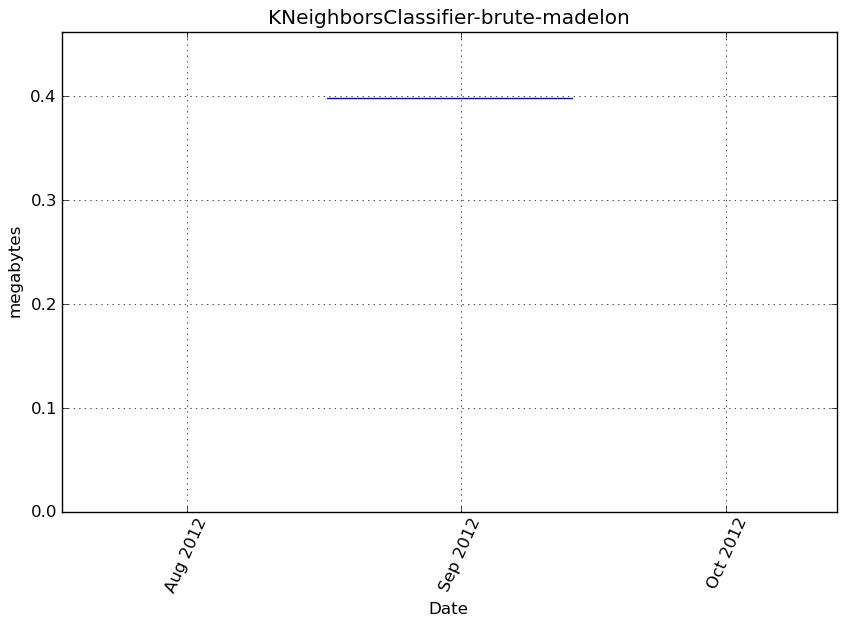 KNeighborsClassifier-brute-madelon
megabytes
0.4
0.3
0.2
0.1
0.0
Aug 2012
Sep 2012
Oct 2012
Date